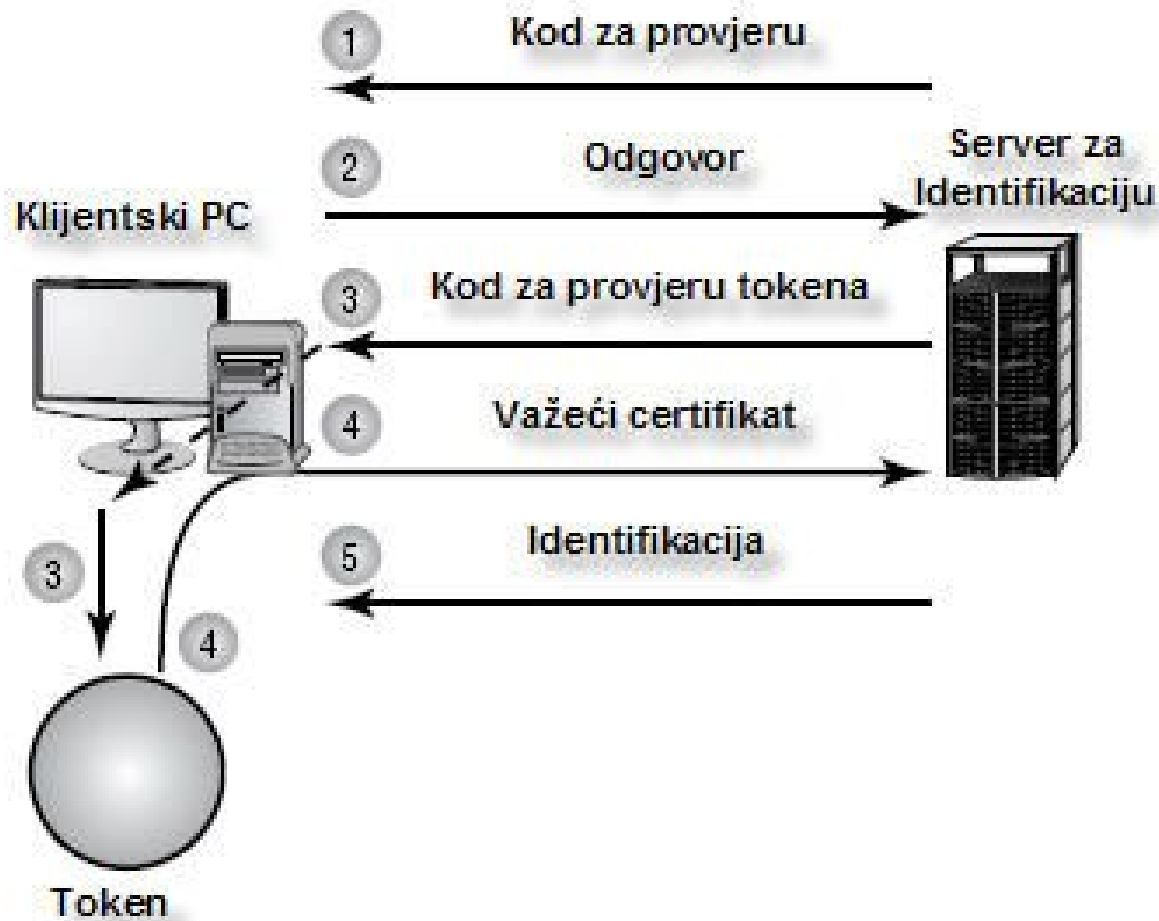 1 Kod za provjeru
2 Odgovor
Server za
Identifikaciju
Klijentski PC
3 Kod za provjeru tokena
4 Važeći certifikat
5 Identifikacija
3
4
Token